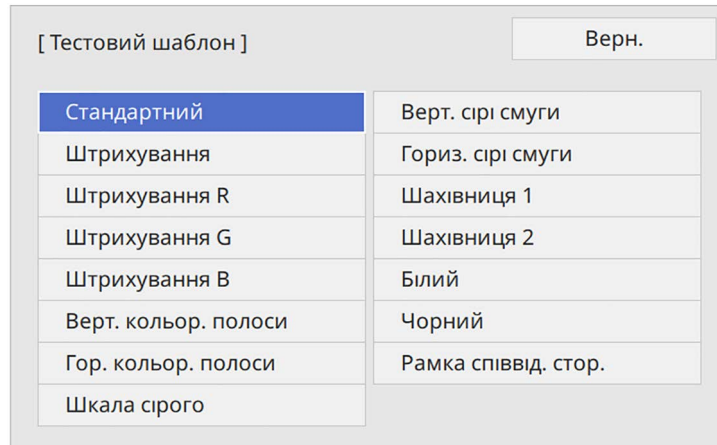 [ Тестовий шаблон ]
Верн.
Стандартний
Штрихування
Штрихування R
Штрихування G
Штрихування B
Верт. кольор. полоси
Гор. кольор. полоси
Шкала сірого
Верт. сірі смуги
Гориз. сірі смуги
Шахівниця 1
Шахівниця 2
Білий
Чорний
Рамка співвід. стор.